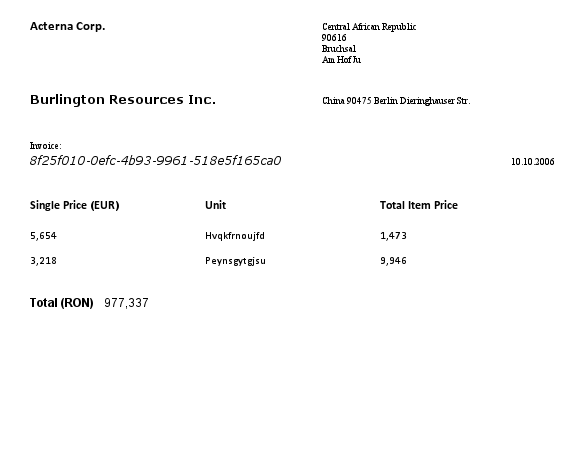 Acterna Corp.
Central African Republic
90616
Bruchsal
Am HofJu
Burlington Resources Inc.
China 90475 Berlin Dieringhauser Str.
Invoice:
8f25f010-0efc-4b93-9961-518e5f165ca0
10.10.2006
Single Price (EUR) Unit Total Item Price
5,654 Hvqkfrnoujfd 1,473
3,218 Peynsgytgjsu 9,946
Total (RON) 977,337